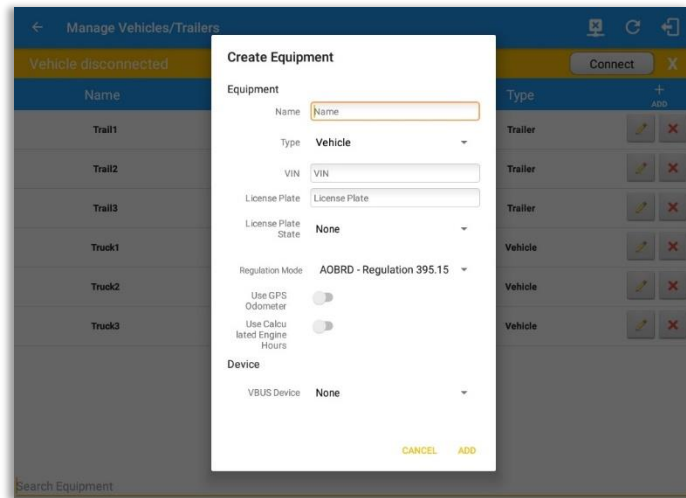 Manage Vehicles/Trailers
Vehicle disconnected
Connect
X
Name
Type
ADD
Trail1
Trailer
Trail2
Trailer
Trail3
Trailer
Truck1
Vehicle
Truck2
Vehicle
Truck3
Vehicle
Search Equipment
Create Equipment
Equipment
Name
Name
Type
Vehicle
VIN
VIN
License Plate
License Plate
License Plate
State
None
Regulation Mode
AOBRD - Regulation 395.15
Use GPS
Odometer
Use Calcu
lated Engine
Hours
Device
VBUS Device
None
CANCEL
ADD